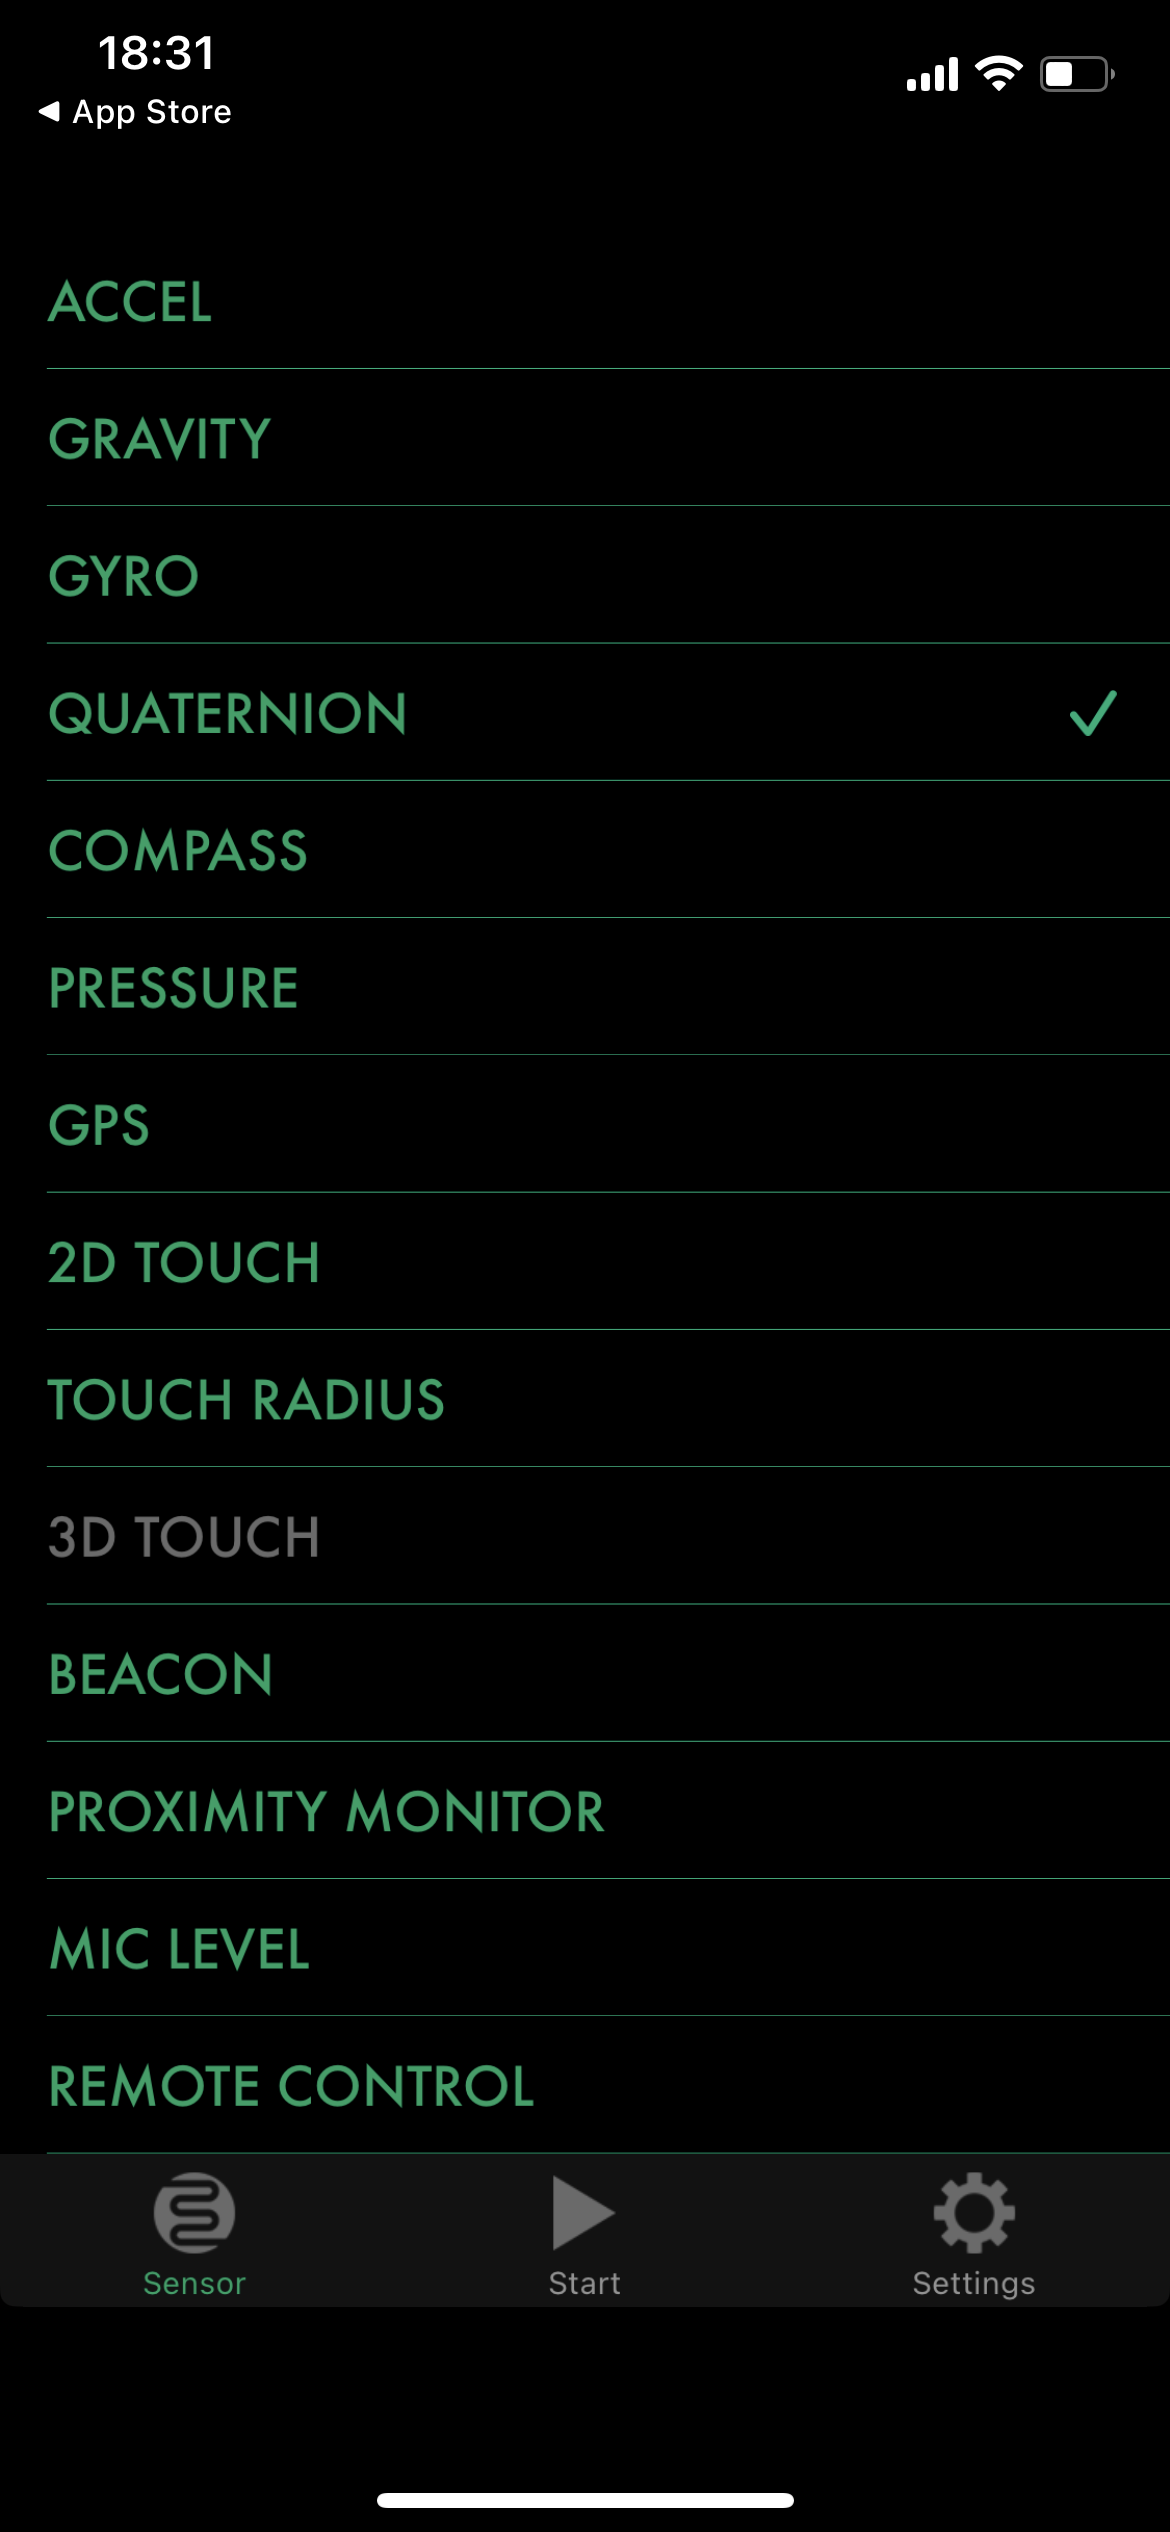 18:31
App Store
ACCEL
GRAVITY
GYRO
QUATERNION
COMPASS
PRESSURE
GPS
2D TOUCH
TOUCH RADIUS
3D TOUCH
BEACON
PROXIMITY MONITOR
MIC LEVEL
REMOTE CONTROL
Sensor
Start
Settings